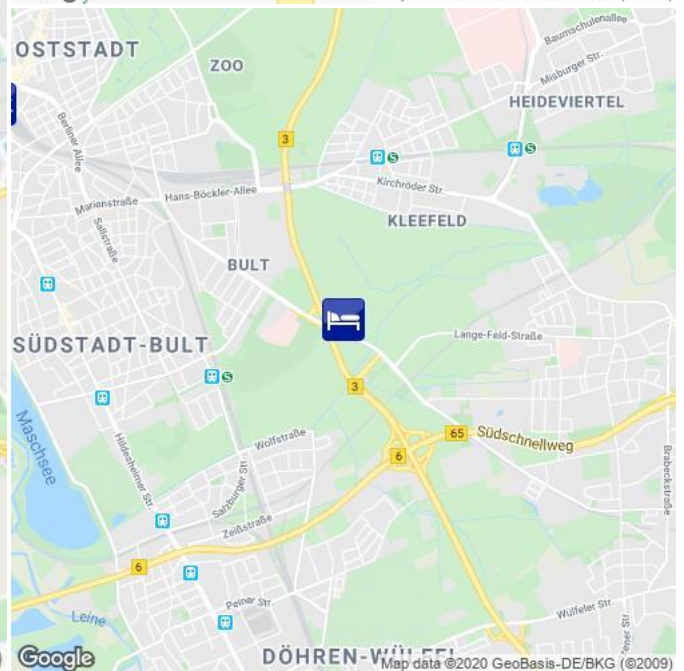 OSTSTADT
ZOO
Baumschulenallee
Misburger Str.
HEIDEVIERTEL
Berliner Allee
3
S
S
Kirchröder Str.
Hans-Böckler-Allee
Marienstraße
Sallstraße
KLEEFELD
BULT
SÜDSTADT-BULT
Lange-Feld-Straße
S
3
Maschsee
Hildesheimer Str.
Wolfstraße
65
Südschnellweg
6
Salzburger Str.
Brabeckstraße
Zeißstraße
6
Peiner Str.
Leine
Wülfeler Str.
DÖHREN-WÜLFEL
Google
Map data ©2020 GeoBasis-DE/BKG (©2009)